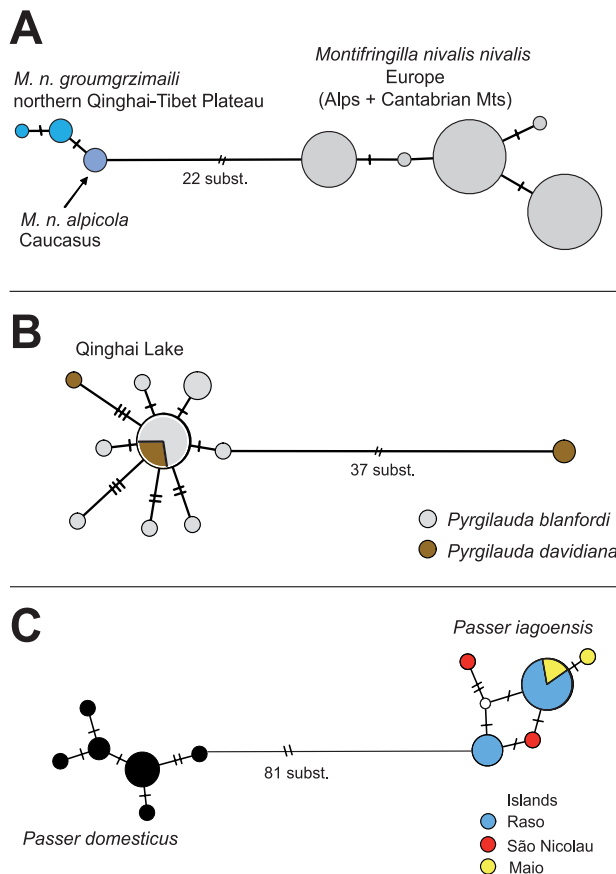 A
M. n. groumgrzimaili
northern Qinghai-Tibet Plateau
Montifringilla nivalis nivalis
Europe
(Alps + Cantabrian Mts)
22 subst.
M. n. alpicola
Caucasus
B
Qinghai Lake
37 subst.
Pyrgilauda blanfordi
Pyrgilauda davidiana
C
Passer iagoensis
81 subst.
Passer domesticus
Islands
Raso
São Nicolau
Maio